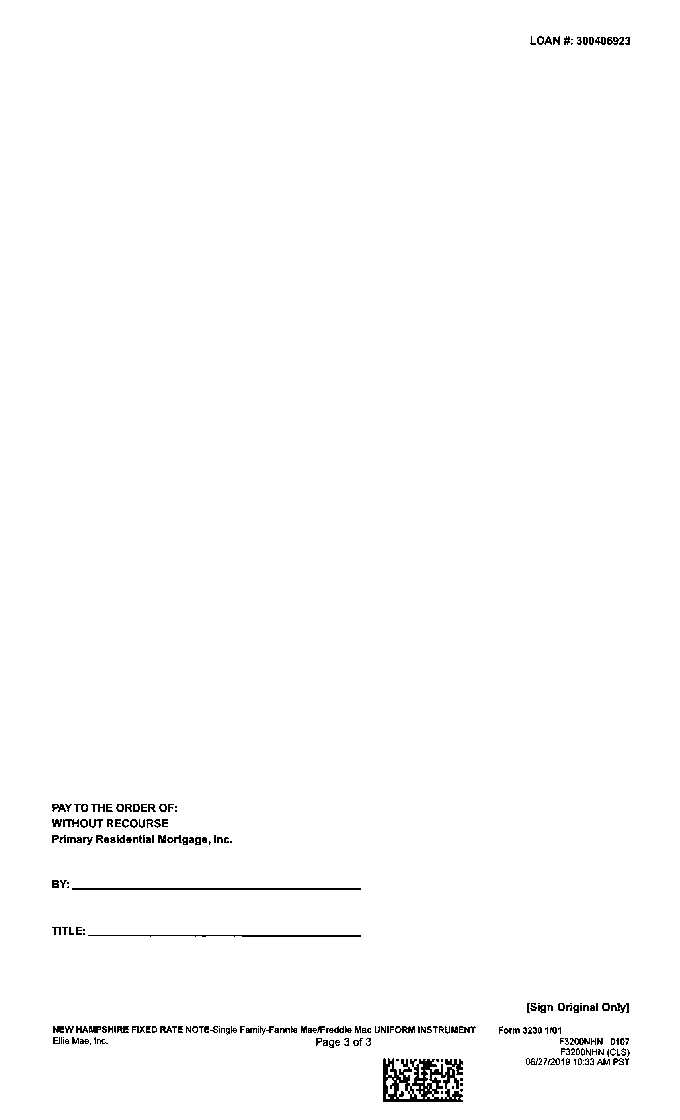 LOAN #: 300406923
PAY TO THE ORDER OF:
WITHOUT RECOURSE
Primary Residential Mortgage, Inc.
BY:
TITLE:
[Sign Original Only]
NEW HAMPSHIRE FIXED RATE NOTE-Single Family-Fannie Mae/Freddie Mac UNIFORM INSTRUMENT Form 3230 1/01
Ellie Mae, Inc. Page 3 of 3 F3200NHN 0107
F3200NHN (CLS)
06/27/2019 10:33 AM PST